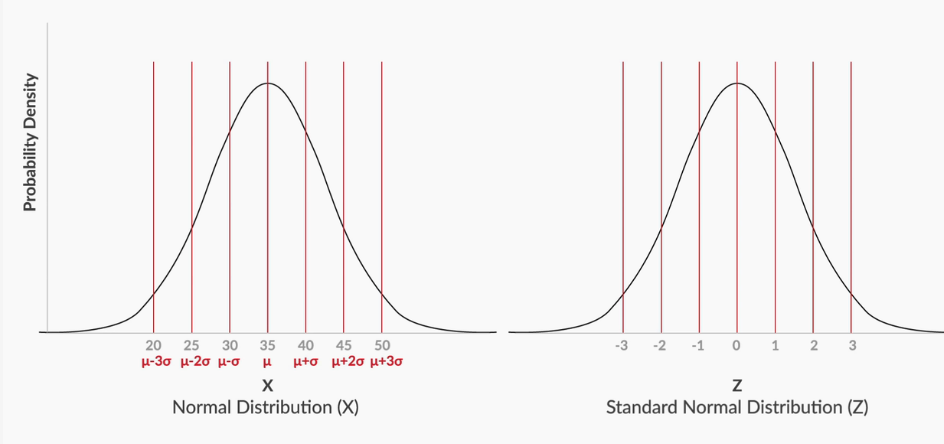 Probability Density
20 25 30 35 40 45 50
μ-3σ μ-2σ μ-σ μ μ+σ μ+2σ μ+3σ
X
Normal Distribution (X)
-3 -2 -1 0 1 2 3
Z
Standard Normal Distribution (Z)